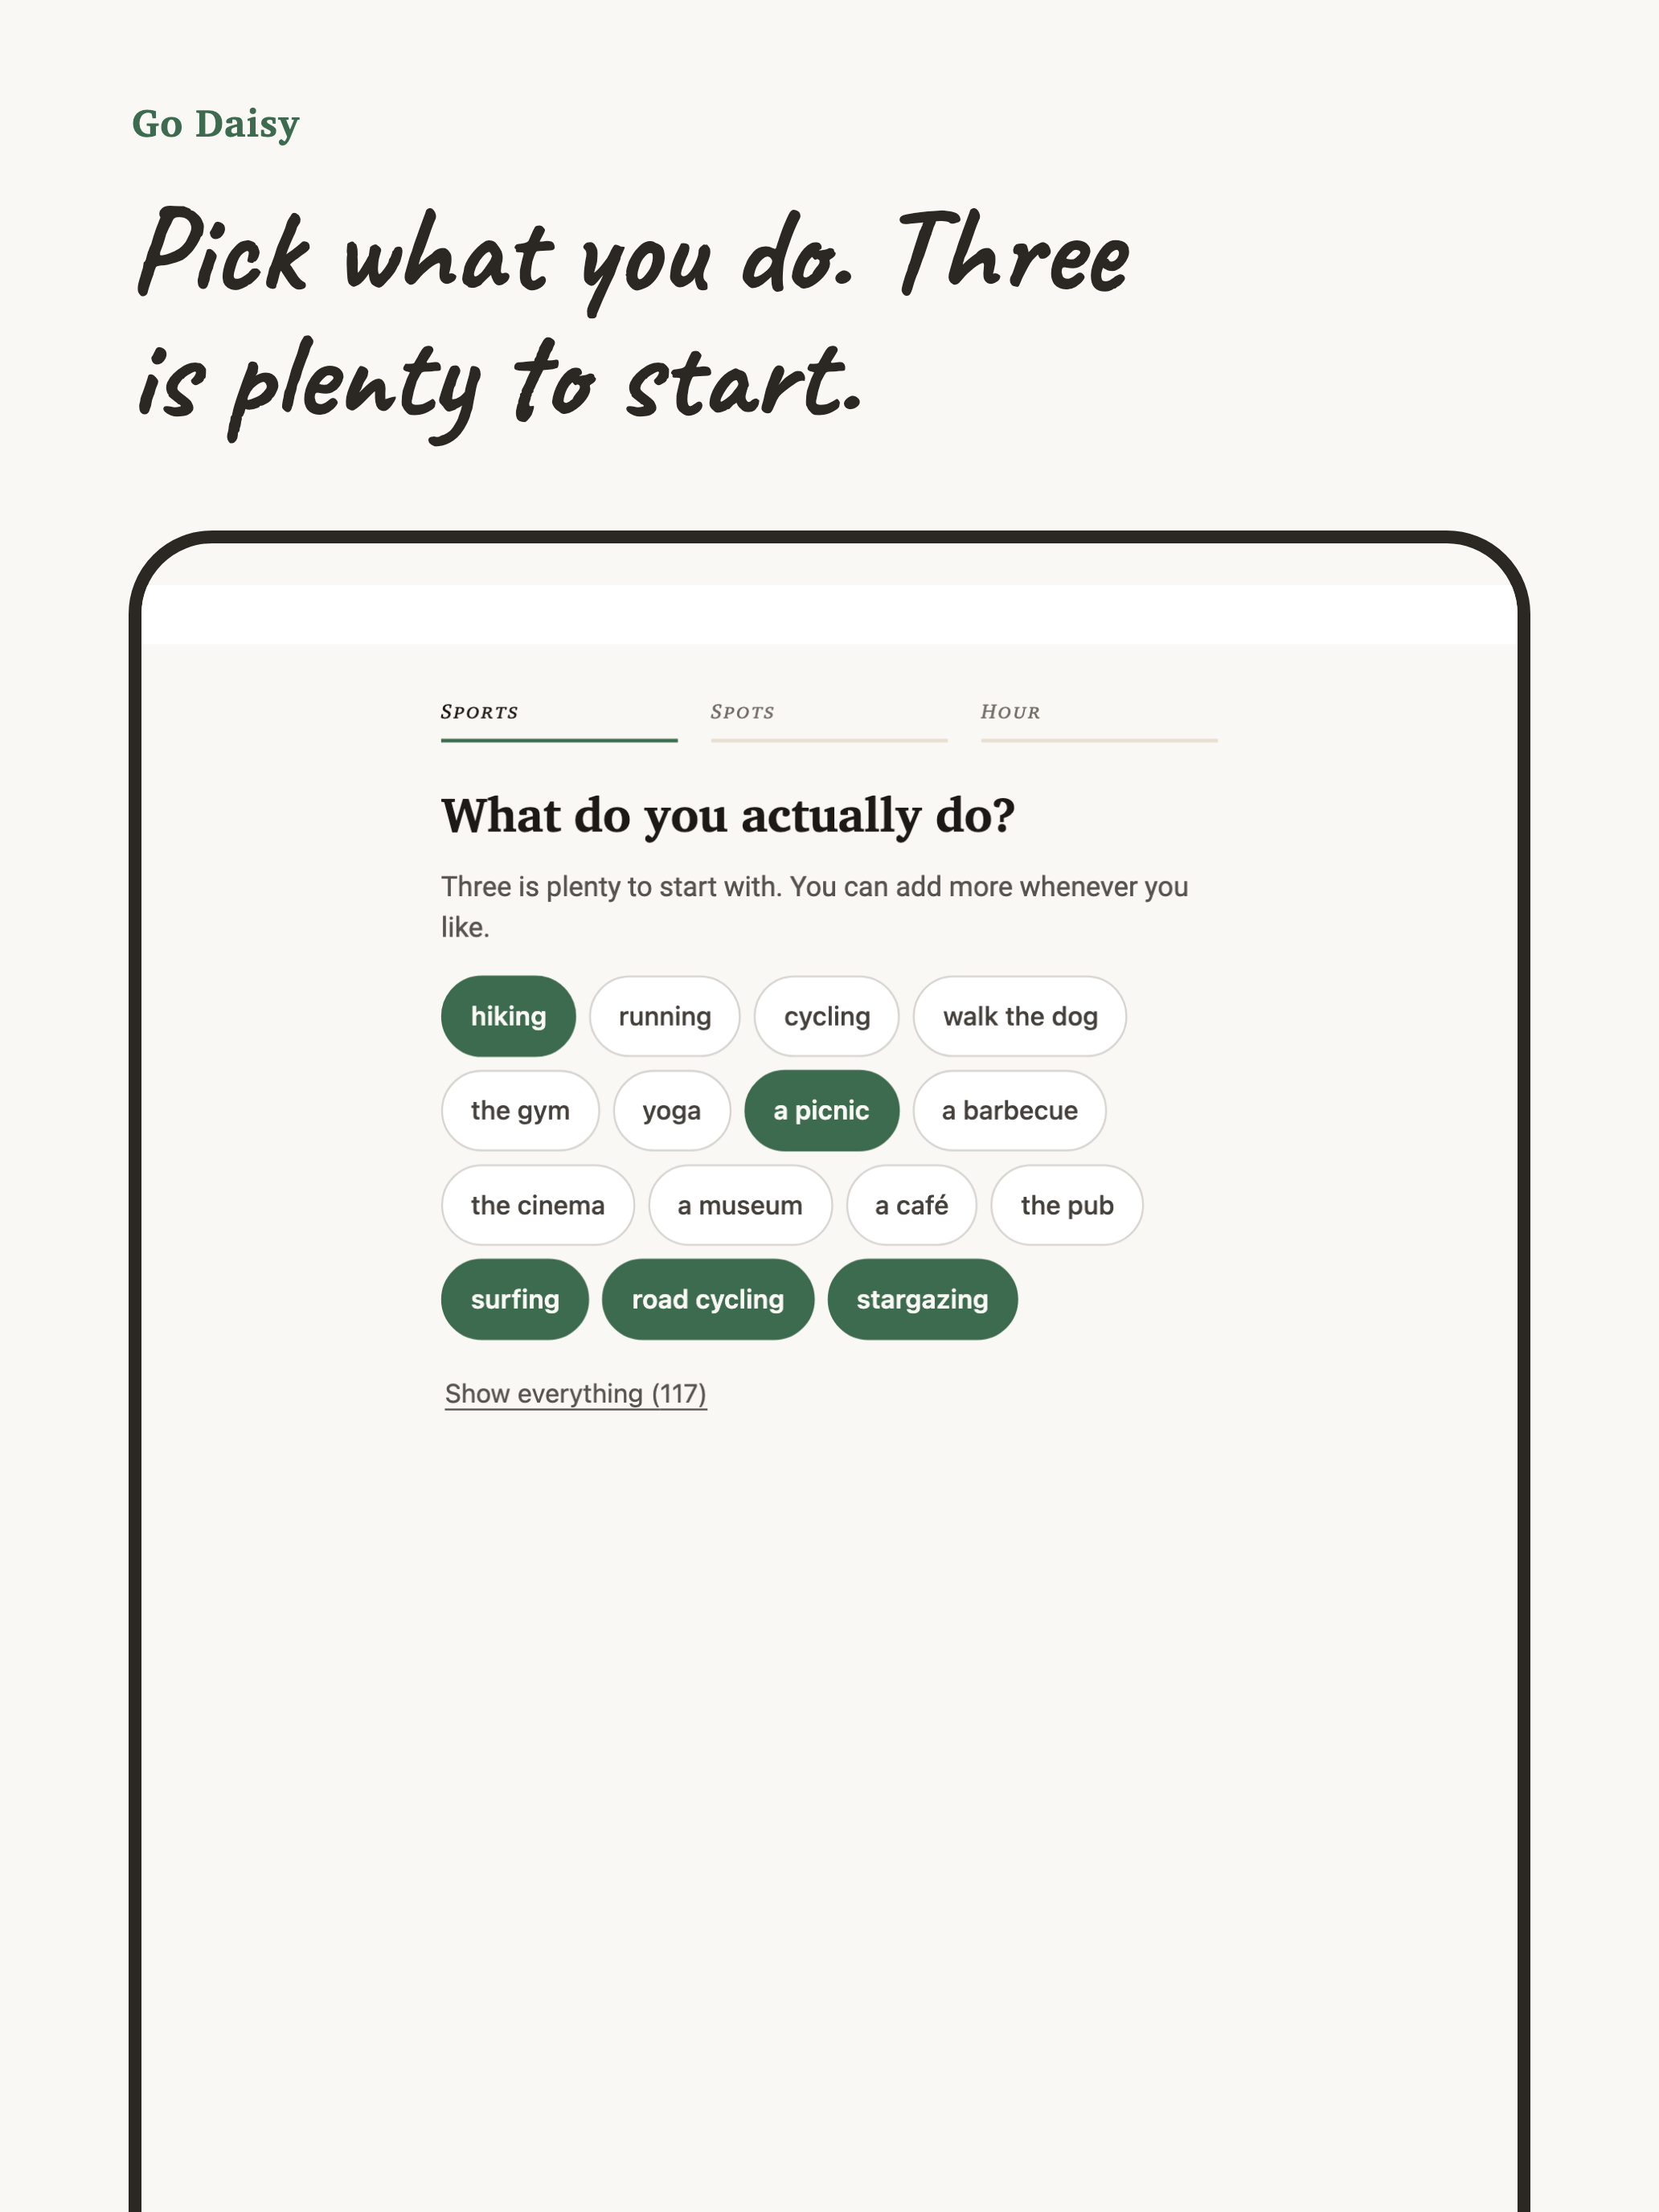 Go Daisy
Pick what you do. Three
is plenty to start.
Sports Spots Hour
What do you actually do?
Three is plenty to start with. You can add more whenever you
like.
hiking running cycling walk the dog
the gym yoga a picnic a barbecue
the cinema a museum a café the pub
surfing road cycling stargazing
Show everything (117)